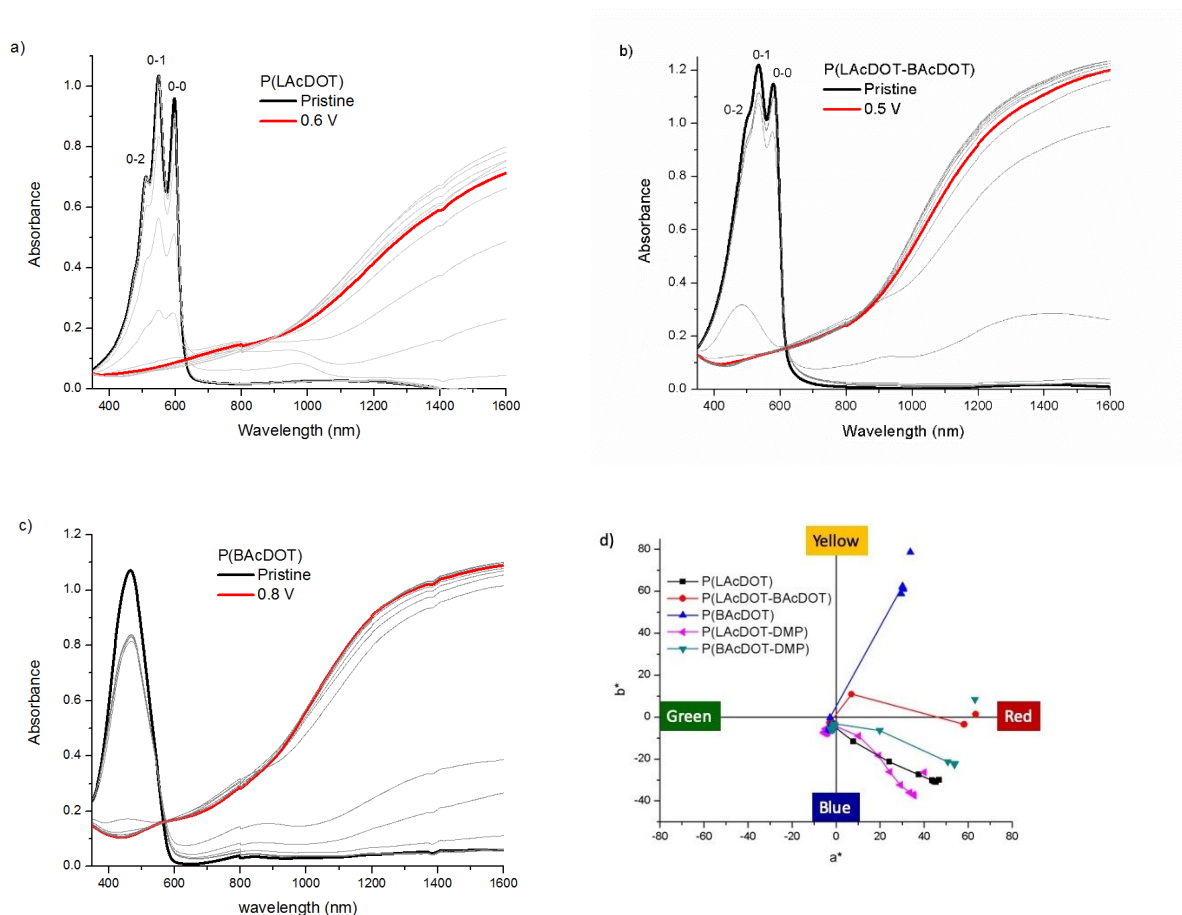 a)
P(LAcDOT)
Pristine
0.6 V
0-1
0-0
0-2
1.0
0.8
0.6
0.4
0.2
0.0
Absorbance
400 600 800 1000 1200 1400 1600
Wavelength (nm)
b)
P(LAcDOT-BAcDOT)
Pristine
0.5 V
0-1
0-0
0-2
1.2
1.0
0.8
0.6
0.4
0.2
0.0
Absorbance
400 600 800 1000 1200 1400 1600
Wavelength (nm)
c)
P(BAcDOT)
Pristine
0.8 V
1.2
1.0
0.8
0.6
0.4
0.2
0.0
Absorbance
400 600 800 1000 1200 1400 1600
wavelength (nm)
d)
Yellow
P(LAcDOT)
P(LAcDOT-BAcDOT)
P(BAcDOT)
P(LAcDOT-DMP)
P(BAcDOT-DMP)
Green
Red
Blue
80
60
40
20
0
-20
-40
b*
-80 -60 -40 -20 0 20 40 60 80
a*